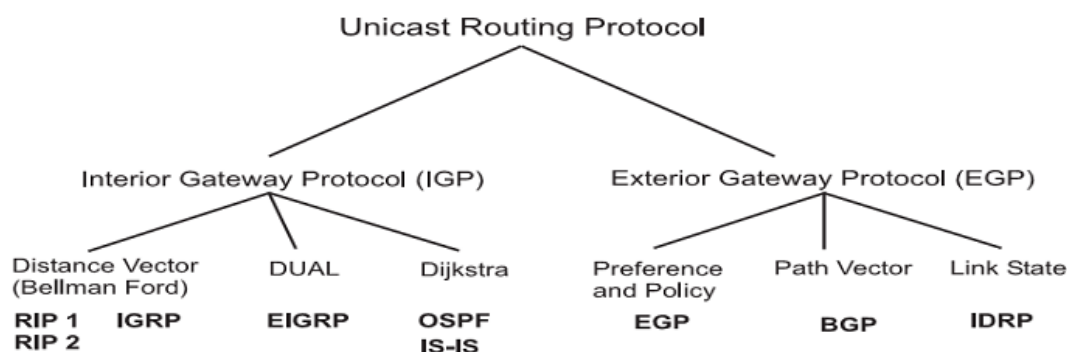 Unicast Routing Protocol
Interior Gateway Protocol (IGP)
Exterior Gateway Protocol (EGP)
Distance Vector
(Bellman Ford)
DUAL
Dijkstra
Preference
and Policy
Path Vector
Link State
RIP 1
RIP 2
IGRP
EIGRP
OSPF
IS-IS
EGP
BGP
IDRP